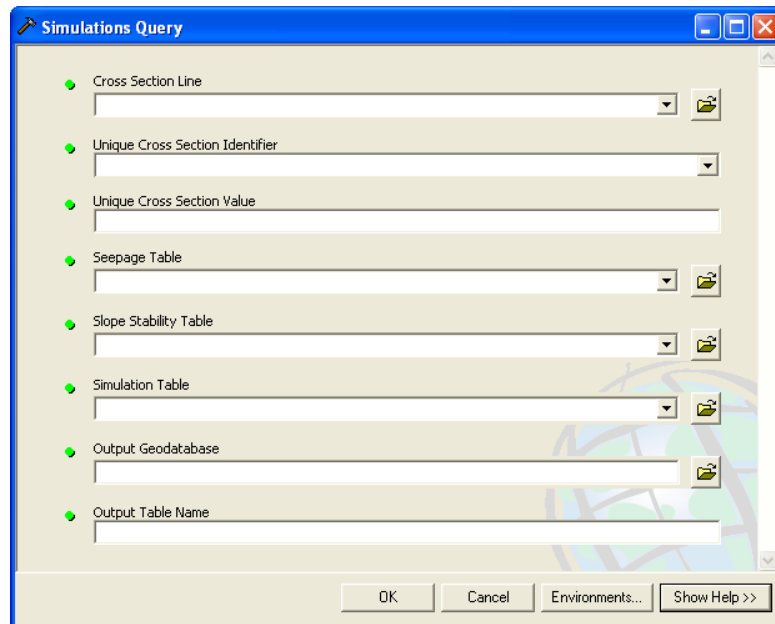 Simulations Query
Cross Section Line
Unique Cross Section Identifier
Unique Cross Section Value
Seepage Table
Slope Stability Table
Simulation Table
Output Geodatabase
Output Table Name
OK Cancel Environments... Show Help >>